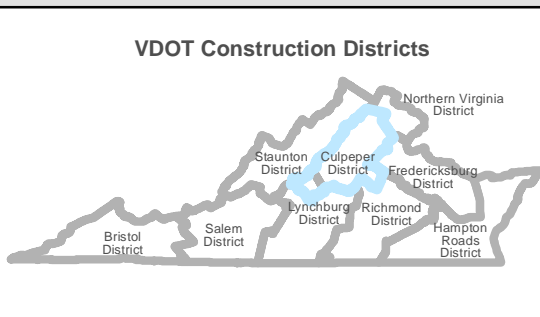 VDOT Construction Districts
Northern Virginia
District
Staunton
District
Culpeper
District
Fredericksburg
District
Lynchburg
District
Richmond
District
Hampton
Roads
District
Salem
District
Bristol
District